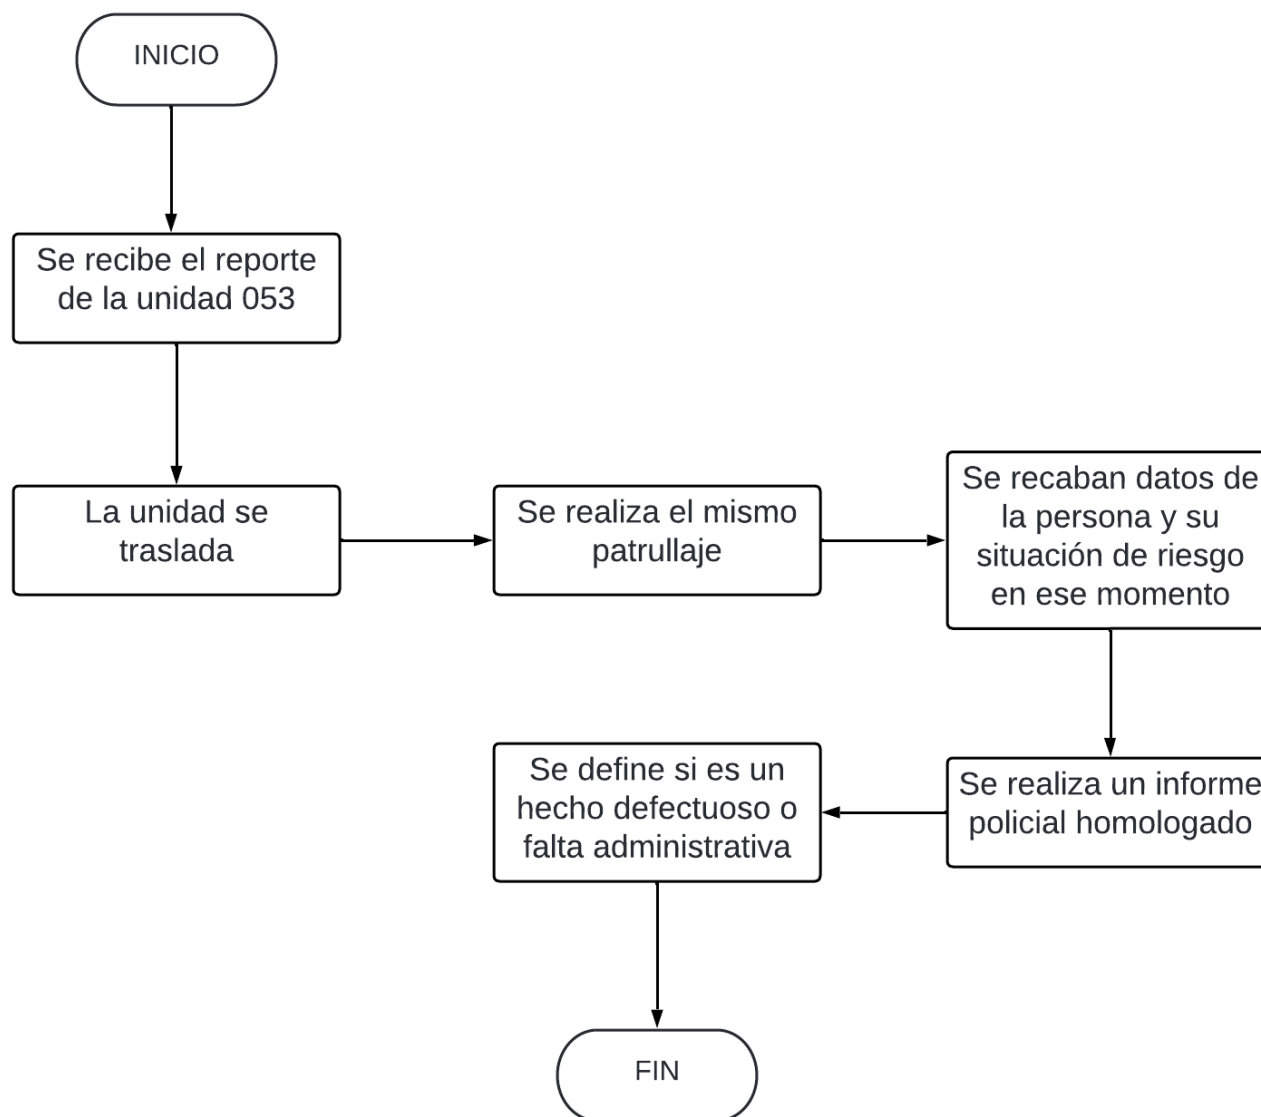 INICIO
Se recibe el reporte
de la unidad 053
La unidad se
traslada
Se realiza el mismo
patrullaje
Se recaban datos de
la persona y su
situación de riesgo
en ese momento
Se realiza un informe
policial homologado
Se define si es un
hecho defectuoso o
falta administrativa
FIN